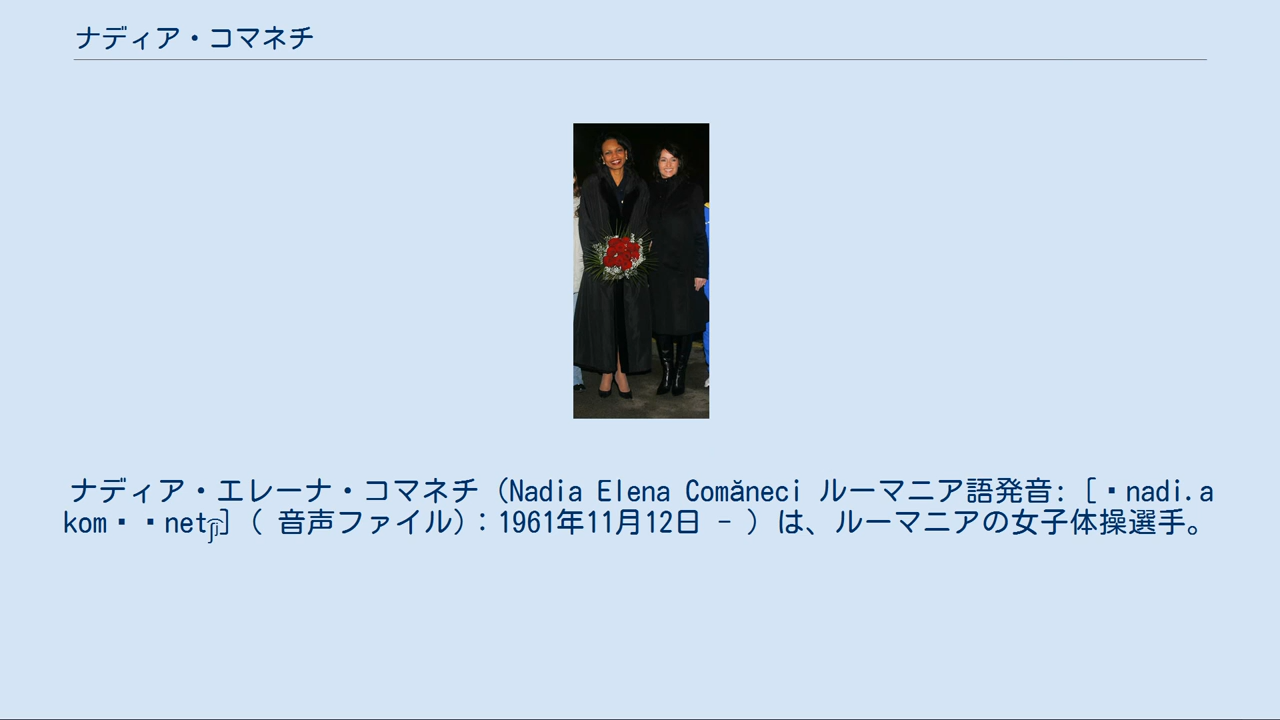 ナディア・コマネチ
ナディア・エレーナ・コマネチ（Nadia Elena Comăneci ルーマニア語発音: [▪nadi.a
kom▪ ▪net͡ʃʲ]（ 音声ファイル）：1961年11月12日 - ）は、ルーマニアの女子体操選手。